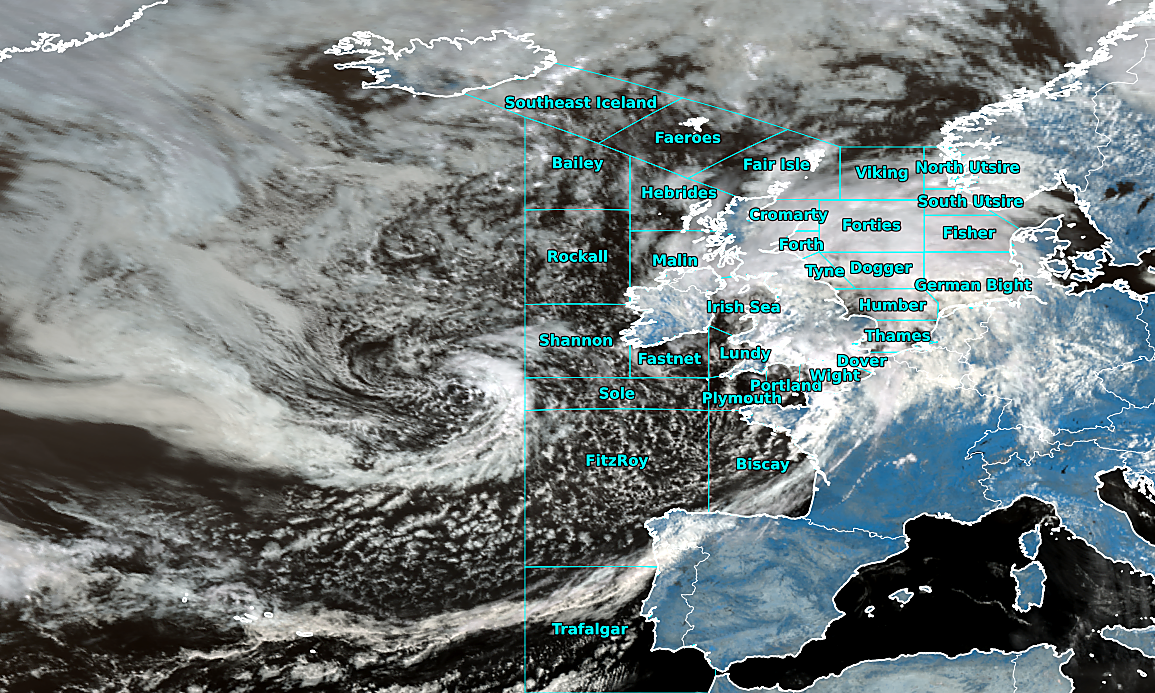 Southeast Iceland
Faeroes
Bailey
Fair Isle
Viking
North Utsire
Hebrides
South Utsire
Cromarty
Forties
Fisher
Forth
Rockall
Malin
Tyne
Dogger
German Bight
Irish Sea
Humber
Thames
Shannon
Fastnet
Lundy
Dover
Wight
Portland
Sole
Plymouth
FitzRoy
Biscay
Trafalgar